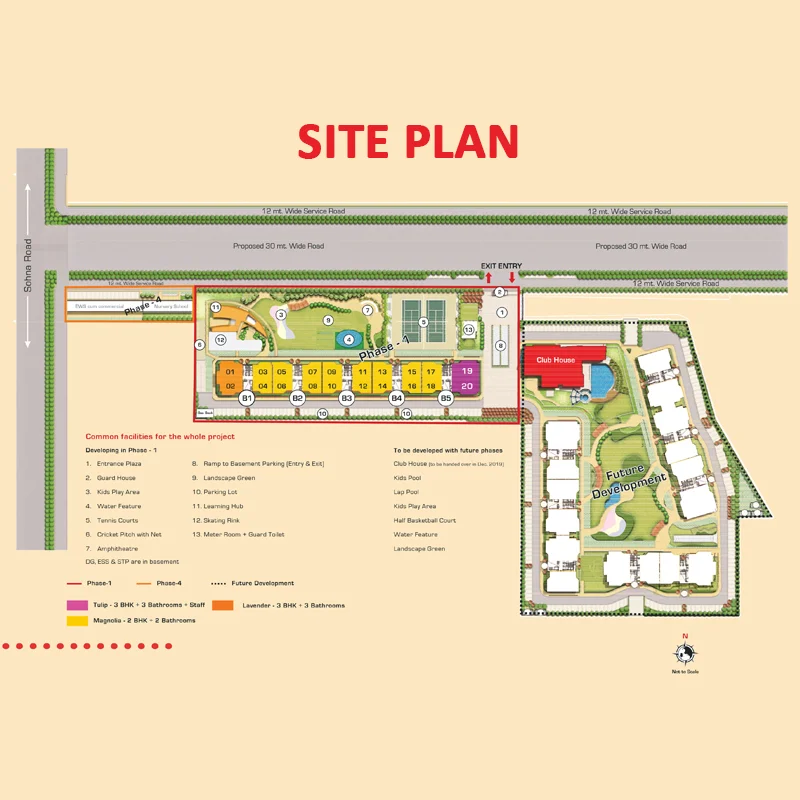 SITE PLAN
12 mt. Wide Service Road
12 mt. Wide Service Road
Sohna Road
Proposed 30 mt. Wide Road
Proposed 30 mt. Wide Road
EXIT ENTRY
12 mt. Wide Service Road
12 mt. Wide Service Road
Phase - 4
Nursery School
2
11
3
7
9
1
5
13
12
4
6
8
Phase - 1
Club House
01 03 05 07 08 11 13 15 17 19
02 04 06 08 10 12 14 16 18 20
B1 B2 B3 B4 B5
10
10
Future
Development
Common facilities for the whole project
Developing in Phase - 1
1. Entrance Plaza
2. Guard House
3. Kids Play Area
4. Water Feature
5. Tennis Courts
6. Cricket Pitch with Net
7. Amphitheatre
DG, ESS & STP are in basement
8. Ramp to Basement Parking (Entry & Exit)
9. Landscape Green
10. Parking Lot
11. Learning Hub
12. Skating Rink
13. Meter Room + Guard Toilet
To be developed with future phases
Club House (to be handed over in Dec. 2019)
Kids Pool
Lap Pool
Kids Play Area
Half Basketball Court
Water Feature
Landscape Green
Phase-1
Phase-4
Future Development
Tulip - 3 BHK + 3 Bathrooms + Staff
Lavender - 3 BHK + 3 Bathrooms
Magnolia - 2 BHK + 2 Bathrooms
N
Not to Scale